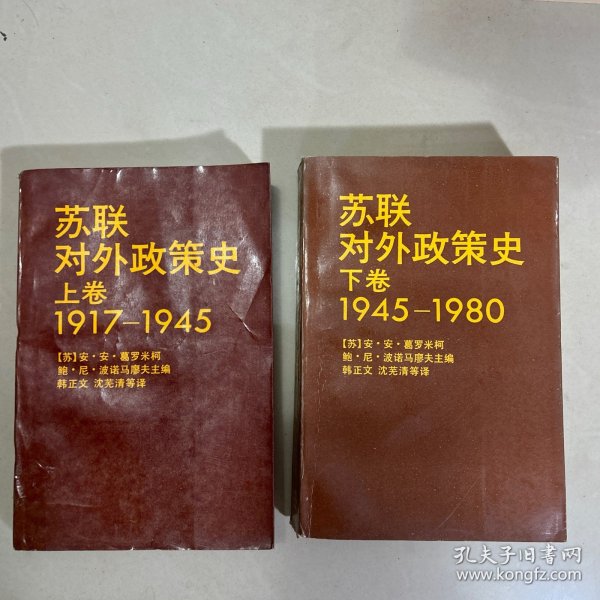 苏联
对外政策史
上卷
1917-1945
【苏】安·安·葛罗米柯
鲍·尼·波诺马廖夫主编
韩正文 沈芜清等译
苏联
对外政策史
下卷
1945-1980
【苏】安·安·葛罗米柯
鲍·尼·波诺马廖夫主编
韩正文 沈芜清等译
孔夫子旧书网
www.kongfz.com